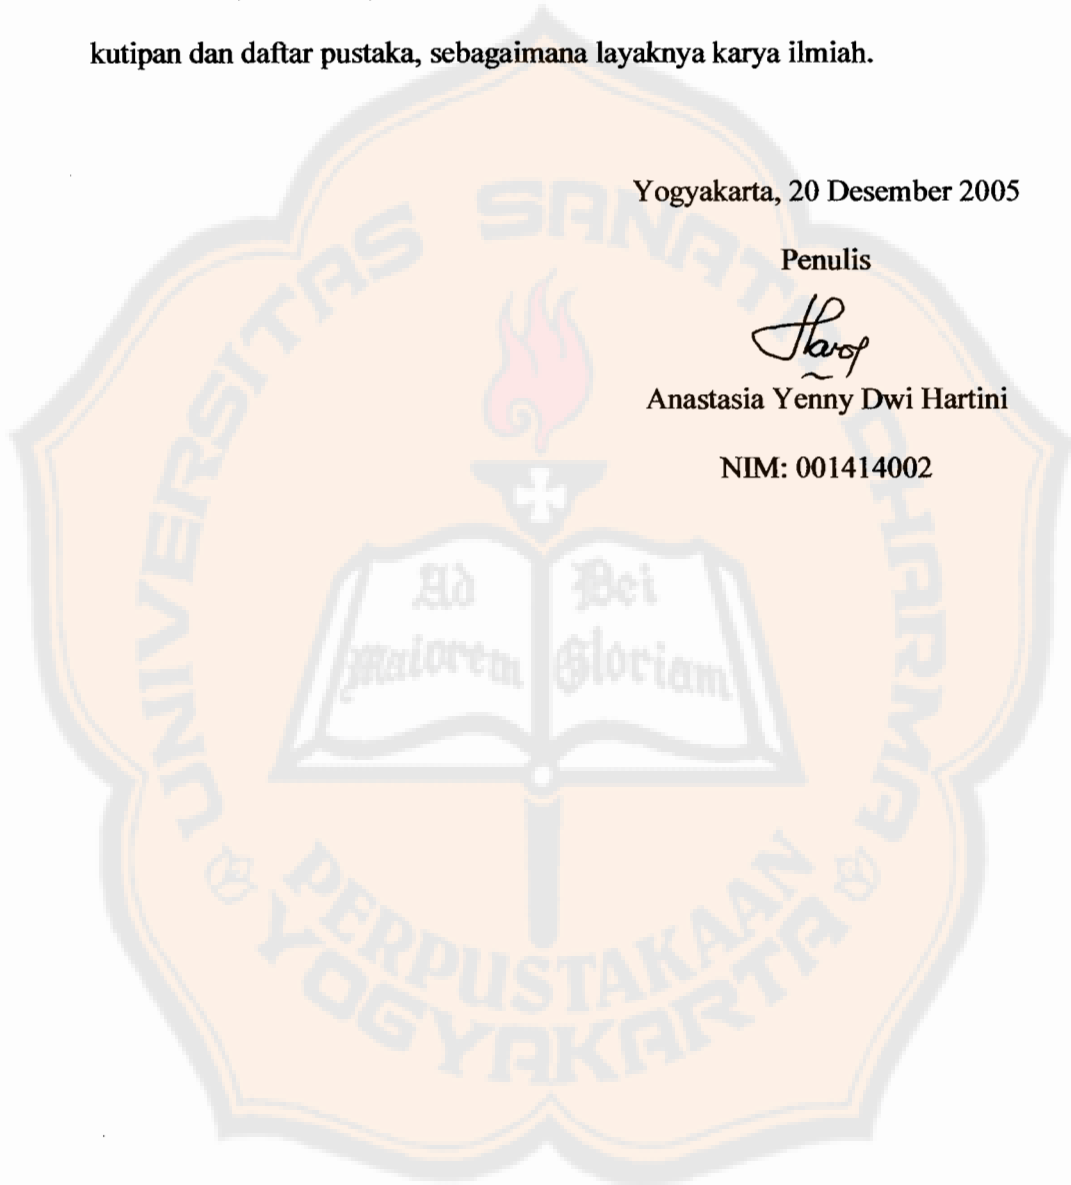 kutipan dan daftar pustaka, sebagaimana layaknya karya ilmiah.
Yogyakarta, 20 Desember 2005
Penulis
Anastasia Yenny Dwi Hartini
NIM: 001414002
UNIVERSITAS SANATA DHARMA
Ad Dei
maiorem Gloriam
PERPUSTAKAAN
YOGYAKARTA